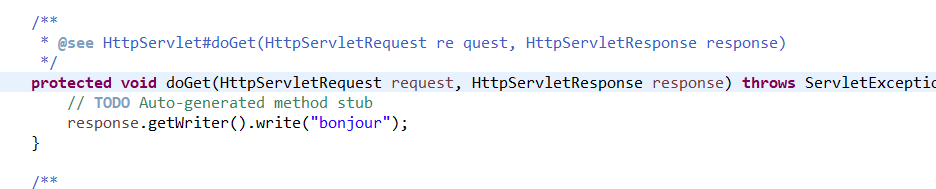 /**
* @see HttpServlet#doGet(HttpServletRequest re quest, HttpServletResponse response)
*/
protected void doGet(HttpServletRequest request, HttpServletResponse response) throws ServletExceptic
// TODO Auto-generated method stub
response.getWriter().write("bonjour");
}
/**